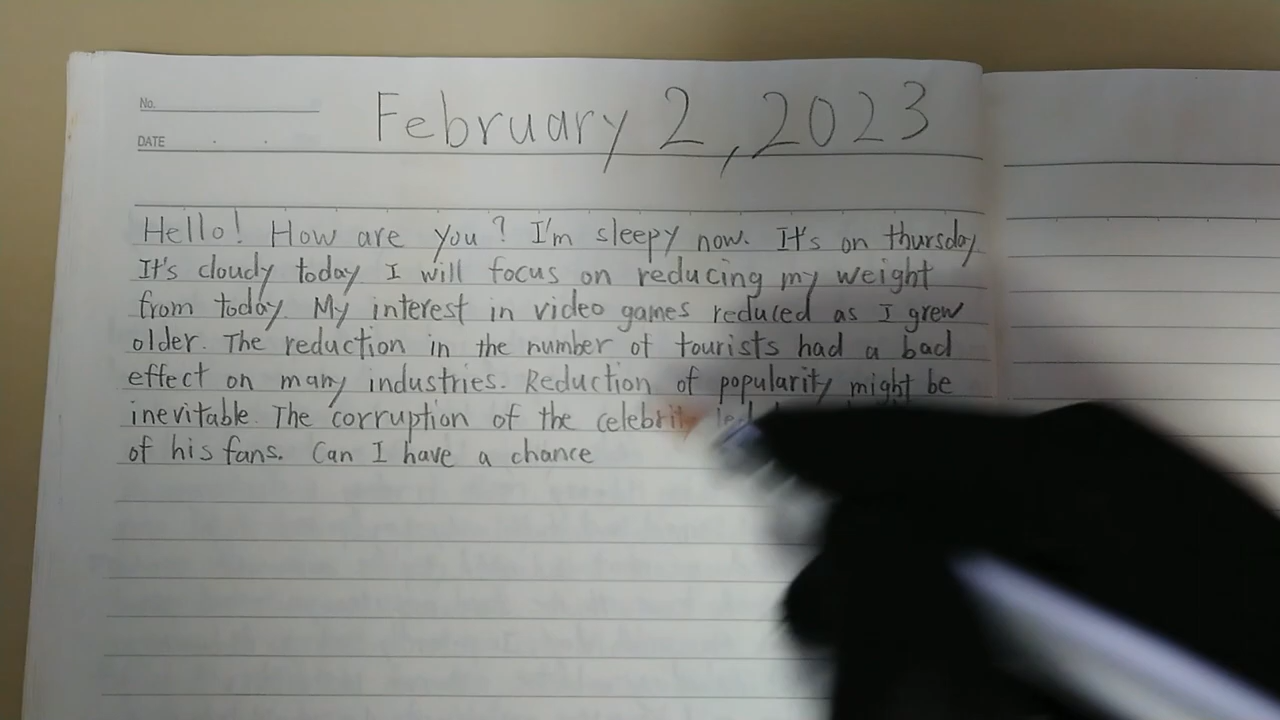 No.
February 2, 2023
DATE
Hello! How are you? I'm sleepy now. It's on thursday
It's cloudy today I will focus on reducing my weight
from today. My interest in video games reduced as I grew
older. The reduction in the number of tourists had a bad
effect on many industries. Reduction of popularity might be
inevitable. The corruption of the celebrity
of his fans. Can I have a chance